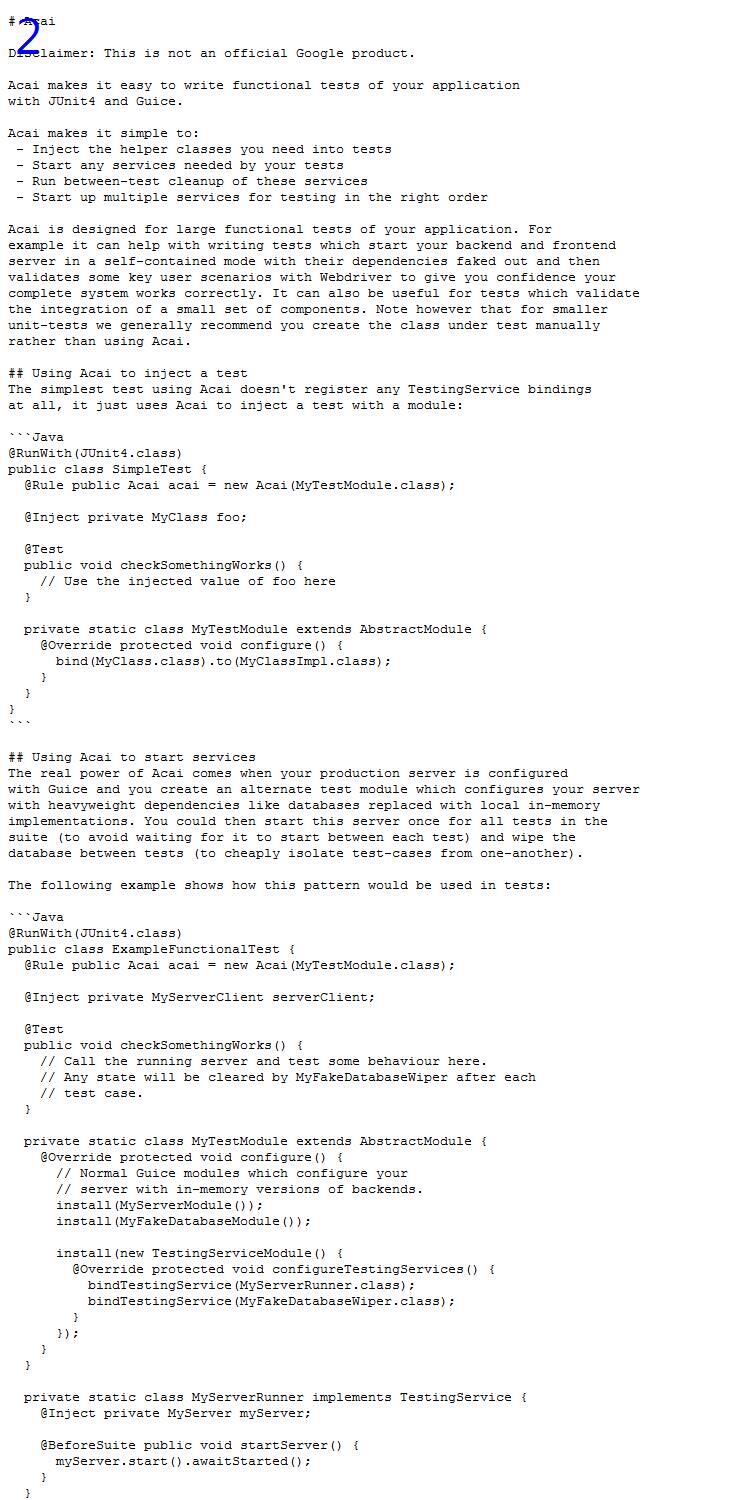 # Acai
2
Disclaimer: This is not an official Google product.

Acai makes it easy to write functional tests of your application
with JUnit4 and Guice.

Acai makes it simple to:
 - Inject the helper classes you need into tests
 - Start any services needed by your tests
 - Run between-test cleanup of these services
 - Start up multiple services for testing in the right order

Acai is designed for large functional tests of your application. For
example it can help with writing tests which start your backend and frontend
server in a self-contained mode with their dependencies faked out and then
validates some key user scenarios with Webdriver to give you confidence your
complete system works correctly. It can also be useful for tests which validate
the integration of a small set of components. Note however that for smaller
unit-tests we generally recommend you create the class under test manually
rather than using Acai.

## Using Acai to inject a test
The simplest test using Acai doesn't register any TestingService bindings
at all, it just uses Acai to inject a test with a module:

```Java
@RunWith(JUnit4.class)
public class SimpleTest {
  @Rule public Acai acai = new Acai(MyTestModule.class);

  @Inject private MyClass foo;

  @Test
  public void checkSomethingWorks() {
    // Use the injected value of foo here
  }

  private static class MyTestModule extends AbstractModule {
    @Override protected void configure() {
      bind(MyClass.class).to(MyClassImpl.class);
    }
  }
}
```

## Using Acai to start services
The real power of Acai comes when your production server is configured
with Guice and you create an alternate test module which configures your server
with heavyweight dependencies like databases replaced with local in-memory
implementations. You could then start this server once for all tests in the
suite (to avoid waiting for it to start between each test) and wipe the
database between tests (to cheaply isolate test-cases from one-another).

The following example shows how this pattern would be used in tests:

```Java
@RunWith(JUnit4.class)
public class ExampleFunctionalTest {
  @Rule public Acai acai = new Acai(MyTestModule.class);

  @Inject private MyServerClient serverClient;

  @Test
  public void checkSomethingWorks() {
    // Call the running server and test some behaviour here.
    // Any state will be cleared by MyFakeDatabaseWiper after each
    // test case.
  }

  private static class MyTestModule extends AbstractModule {
    @Override protected void configure() {
      // Normal Guice modules which configure your
      // server with in-memory versions of backends.
      install(MyServerModule());
      install(MyFakeDatabaseModule());

      install(new TestingServiceModule() {
        @Override protected void configureTestingServices() {
          bindTestingService(MyServerRunner.class);
          bindTestingService(MyFakeDatabaseWiper.class);
        }
      });
    }
  }

  private static class MyServerRunner implements TestingService {
    @Inject private MyServer myServer;

    @BeforeSuite public void startServer() {
      myServer.start().awaitStarted();
    }
  }